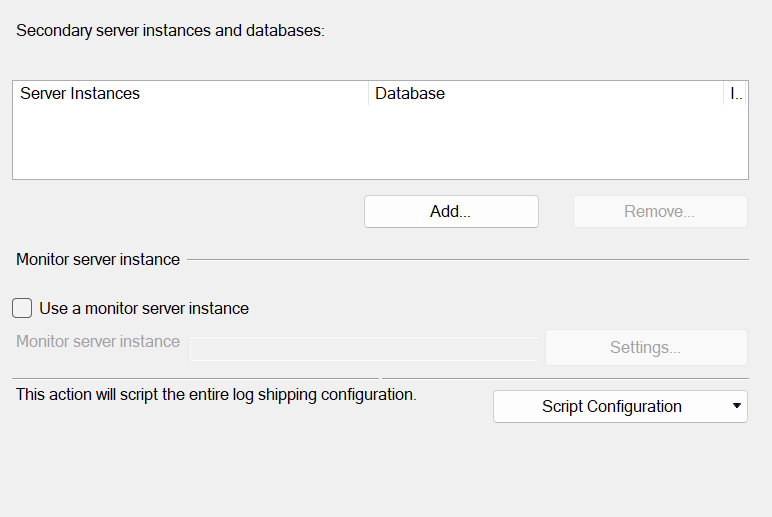 Secondary server instances and databases:
Server Instances Database I..
Add... Remove...
Monitor server instance
Use a monitor server instance
Monitor server instance Settings...
This action will script the entire log shipping configuration.
Script Configuration